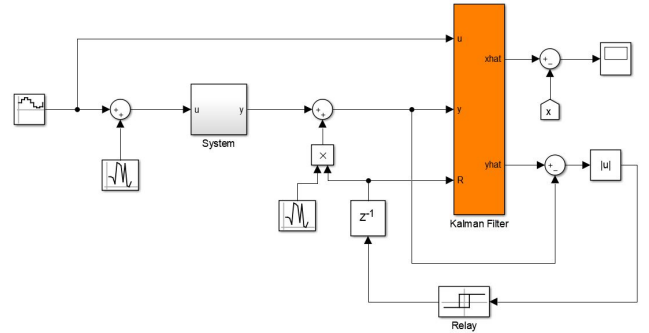 u
xhat
+
−
x
+
+
u
y
System
+
+
y
×
yhat
+
−
|u|
R
z-1
Kalman Filter
Relay